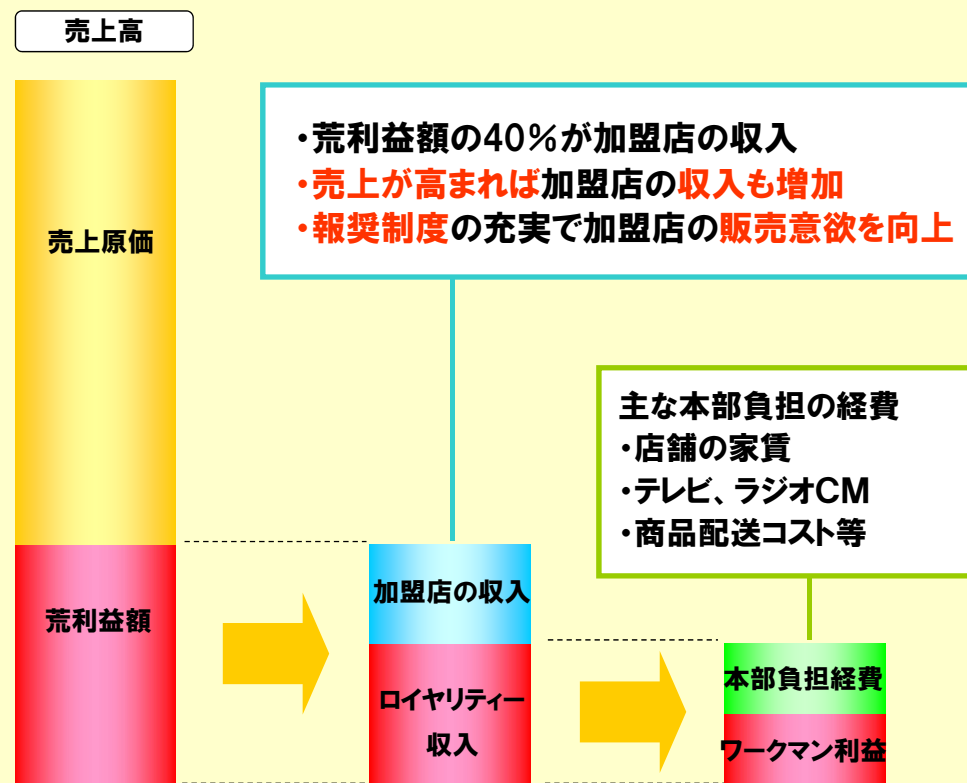 売上高
・荒利益額の40％が加盟店の収入
・売上が高まれば加盟店の収入も増加
・報奨制度の充実で加盟店の販売意欲を向上
売上原価
主な本部負担の経費
・店舗の家賃
・テレビ、ラジオCM
・商品配送コスト等
荒利益額
加盟店の収入
ロイヤリティー
収入
本部負担経費
ワークマン利益